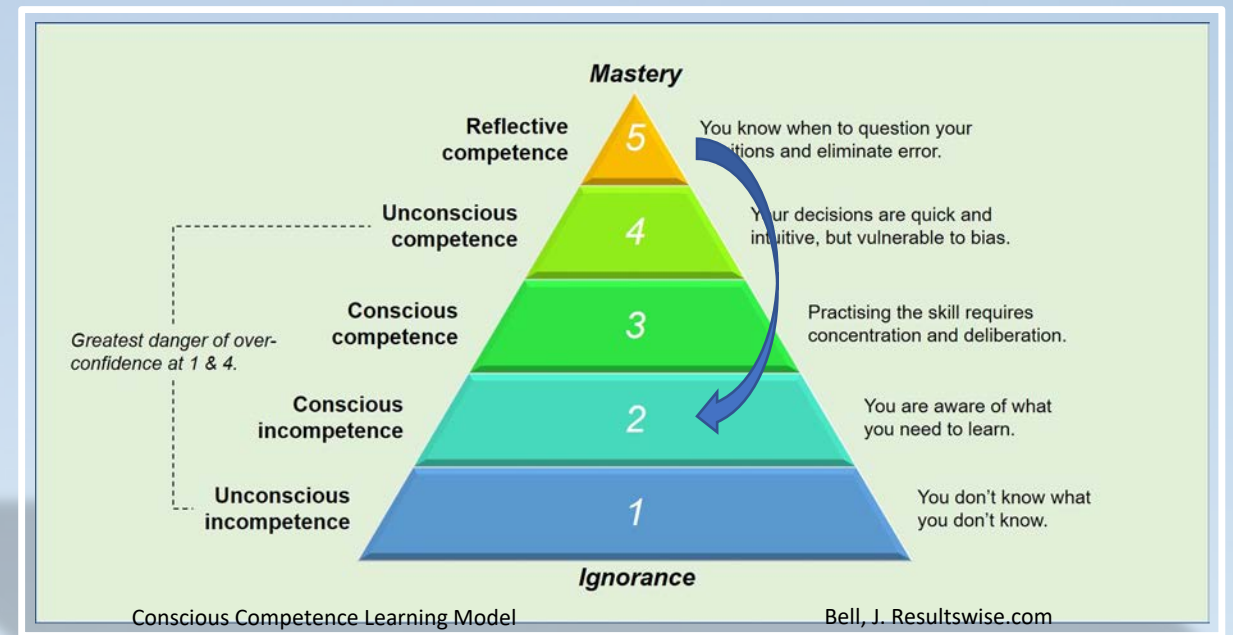 Mastery
Reflective
competence
5
You know when to question your
itions and eliminate error.
Unconscious
competence
4
Your decisions are quick and
intuitive, but vulnerable to bias.
Conscious
competence
3
Practising the skill requires
concentration and deliberation.
Greatest danger of over-
confidence at 1 & 4.
Conscious
incompetence
2
You are aware of what
you need to learn.
Unconscious
incompetence
1
You don’t know what
you don’t know.
Ignorance
Conscious Competence Learning Model
Bell, J. Resultswise.com